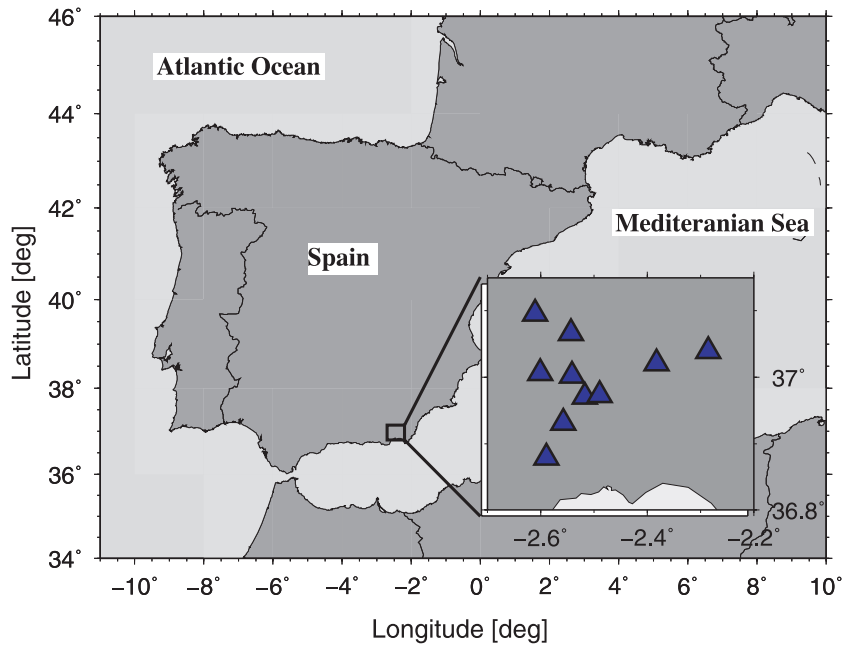 46°
Atlantic Ocean
44°
42°
Mediteranian Sea
Spain
40°
Latitude [deg]
38°
37°
36°
36.8°
−2.6° −2.4° −2.2°
34°
−10° −8° −6° −4° −2° 0° 2° 4° 6° 8° 10°
Longitude [deg]